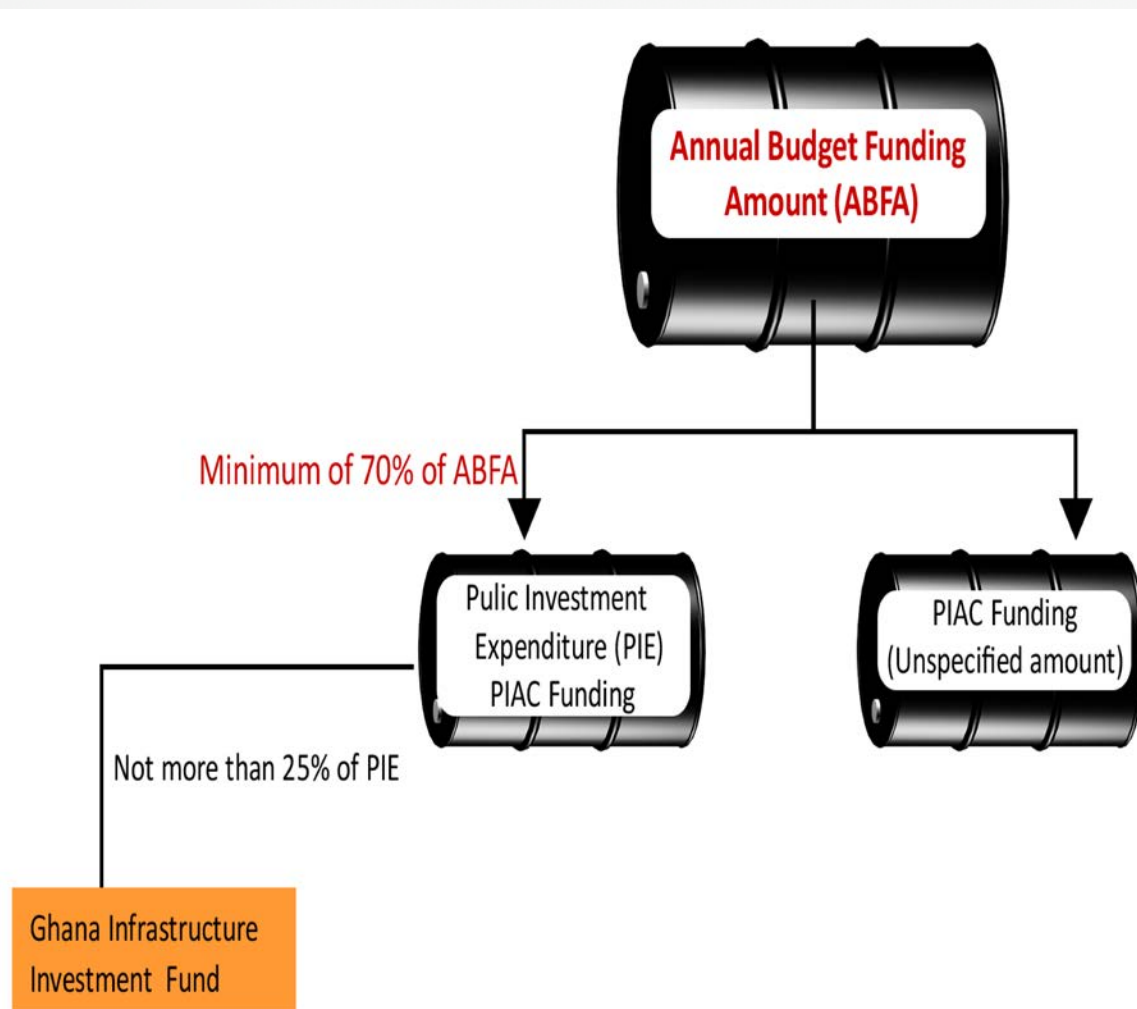 Annual Budget Funding
Amount (ABFA)
Minimum of 70% of ABFA
Pulic Investment
Expenditure (PIE)
PIAC Funding
PIAC Funding
(Unspecified amount)
Not more than 25% of PIE
Ghana Infrastructure
Investment Fund